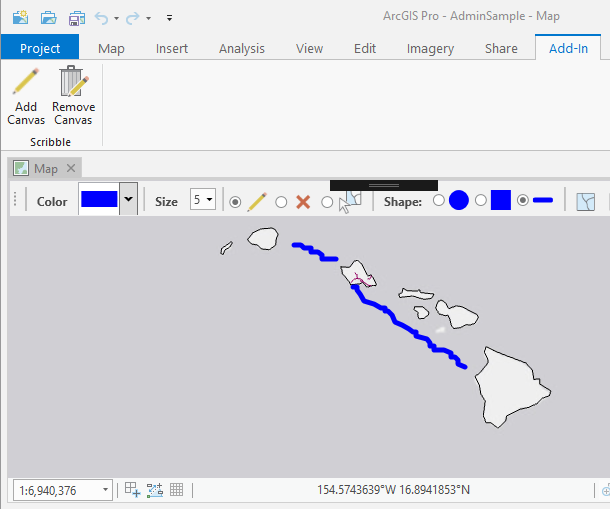 ArcGIS Pro - AdminSample - Map
Project Map Insert Analysis View Edit Imagery Share Add-In
Add Canvas
Remove Canvas
Scribble
Map
Color Size 5 Shape:
1:6,940,376 154.5743639°W 16.8941853°N